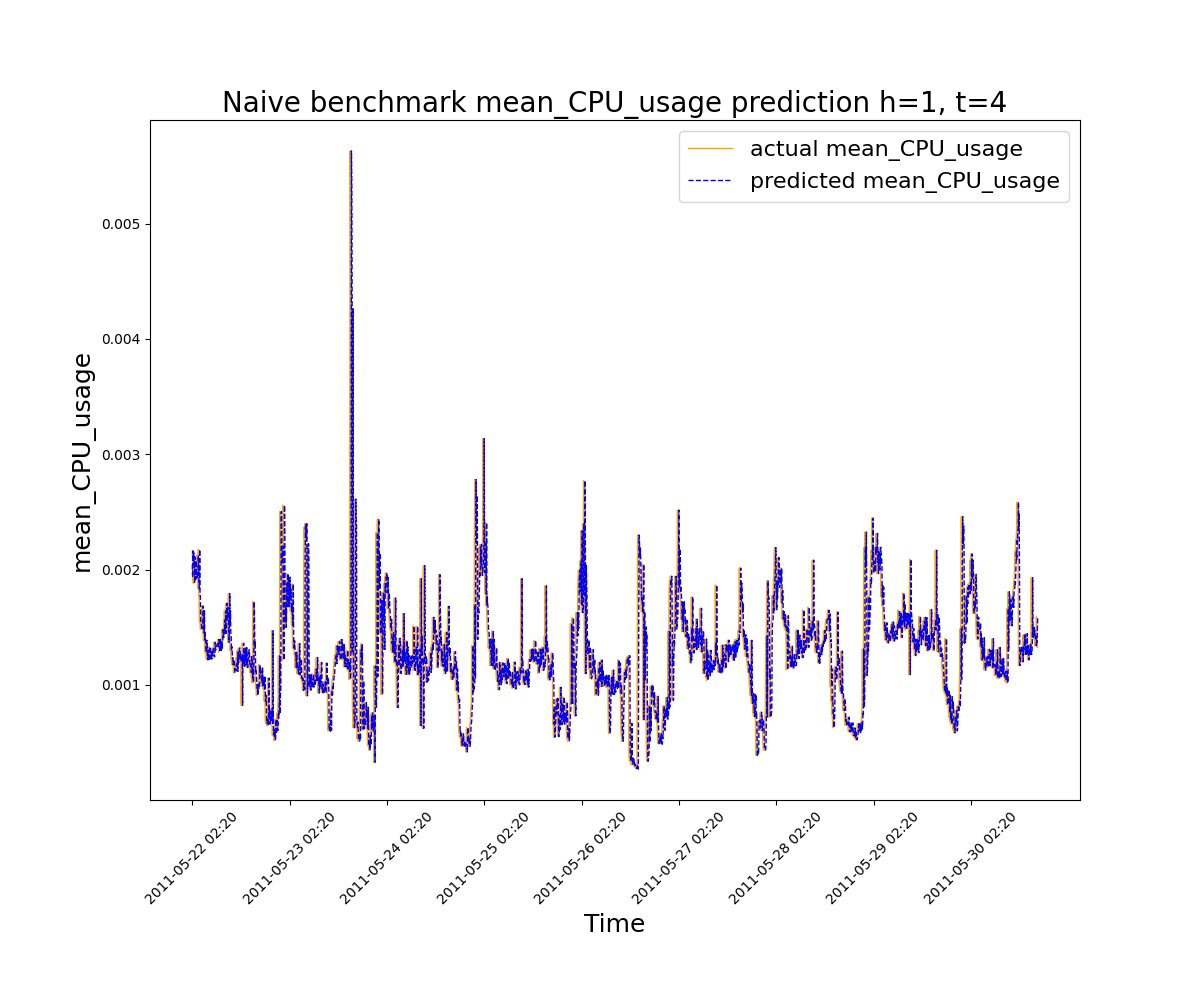 Naive benchmark mean_CPU_usage prediction h=1, t=4
actual mean_CPU_usage
predicted mean_CPU_usage
mean_CPU_usage
0.005
0.004
0.003
0.002
0.001
2011-05-22 02:20
2011-05-23 02:20
2011-05-24 02:20
2011-05-25 02:20
2011-05-26 02:20
2011-05-27 02:20
2011-05-28 02:20
2011-05-29 02:20
2011-05-30 02:20
Time